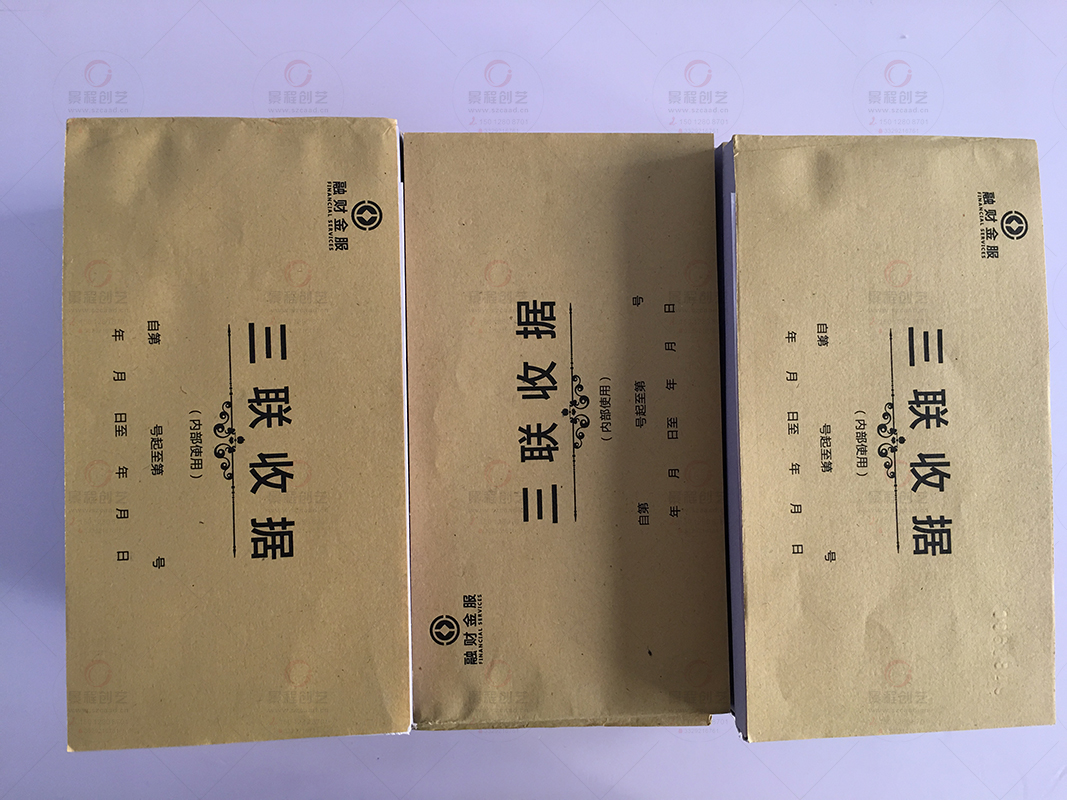 融财金服
FINANCIAL SERVICES
三联收据
(内部使用)
自第 号起至第 号
年 月 日至 年 月 日
融财金服
FINANCIAL SERVICES
三联收据
(内部使用)
自第 号起至第 号
年 月 日至 年 月 日
融财金服
FINANCIAL SERVICES
三联收据
(内部使用)
自第 号起至第 号
年 月 日至 年 月 日
景程创艺